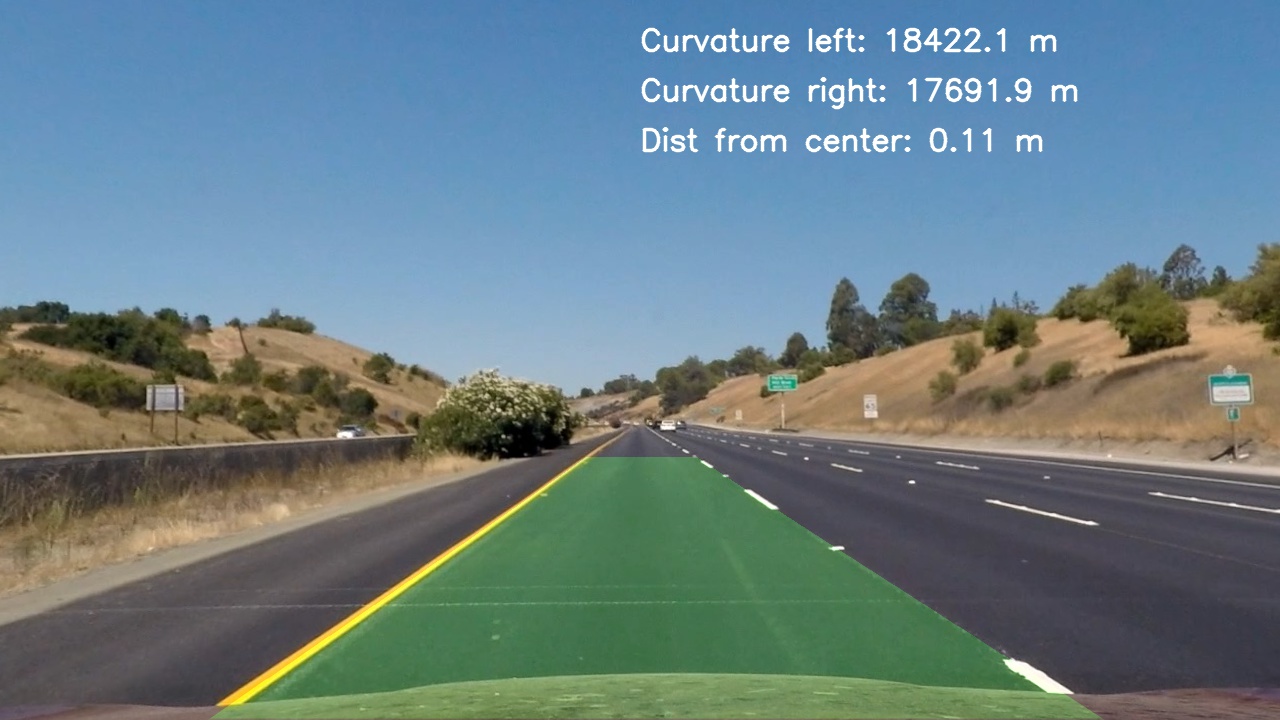 Curvature left: 18422.1 m
Curvature right: 17691.9 m
Dist from center: 0.11 m